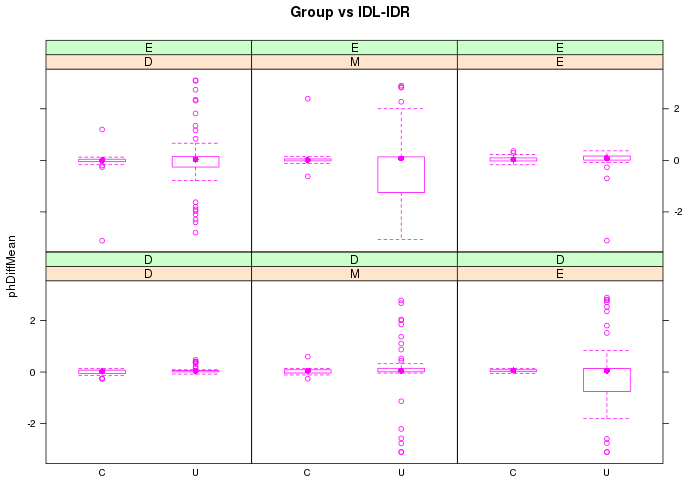 Group vs IDL-IDR
E E E
D M E
2
0
-2
phDiffMean
D D D
D M E
2
0
-2
C U C U C U